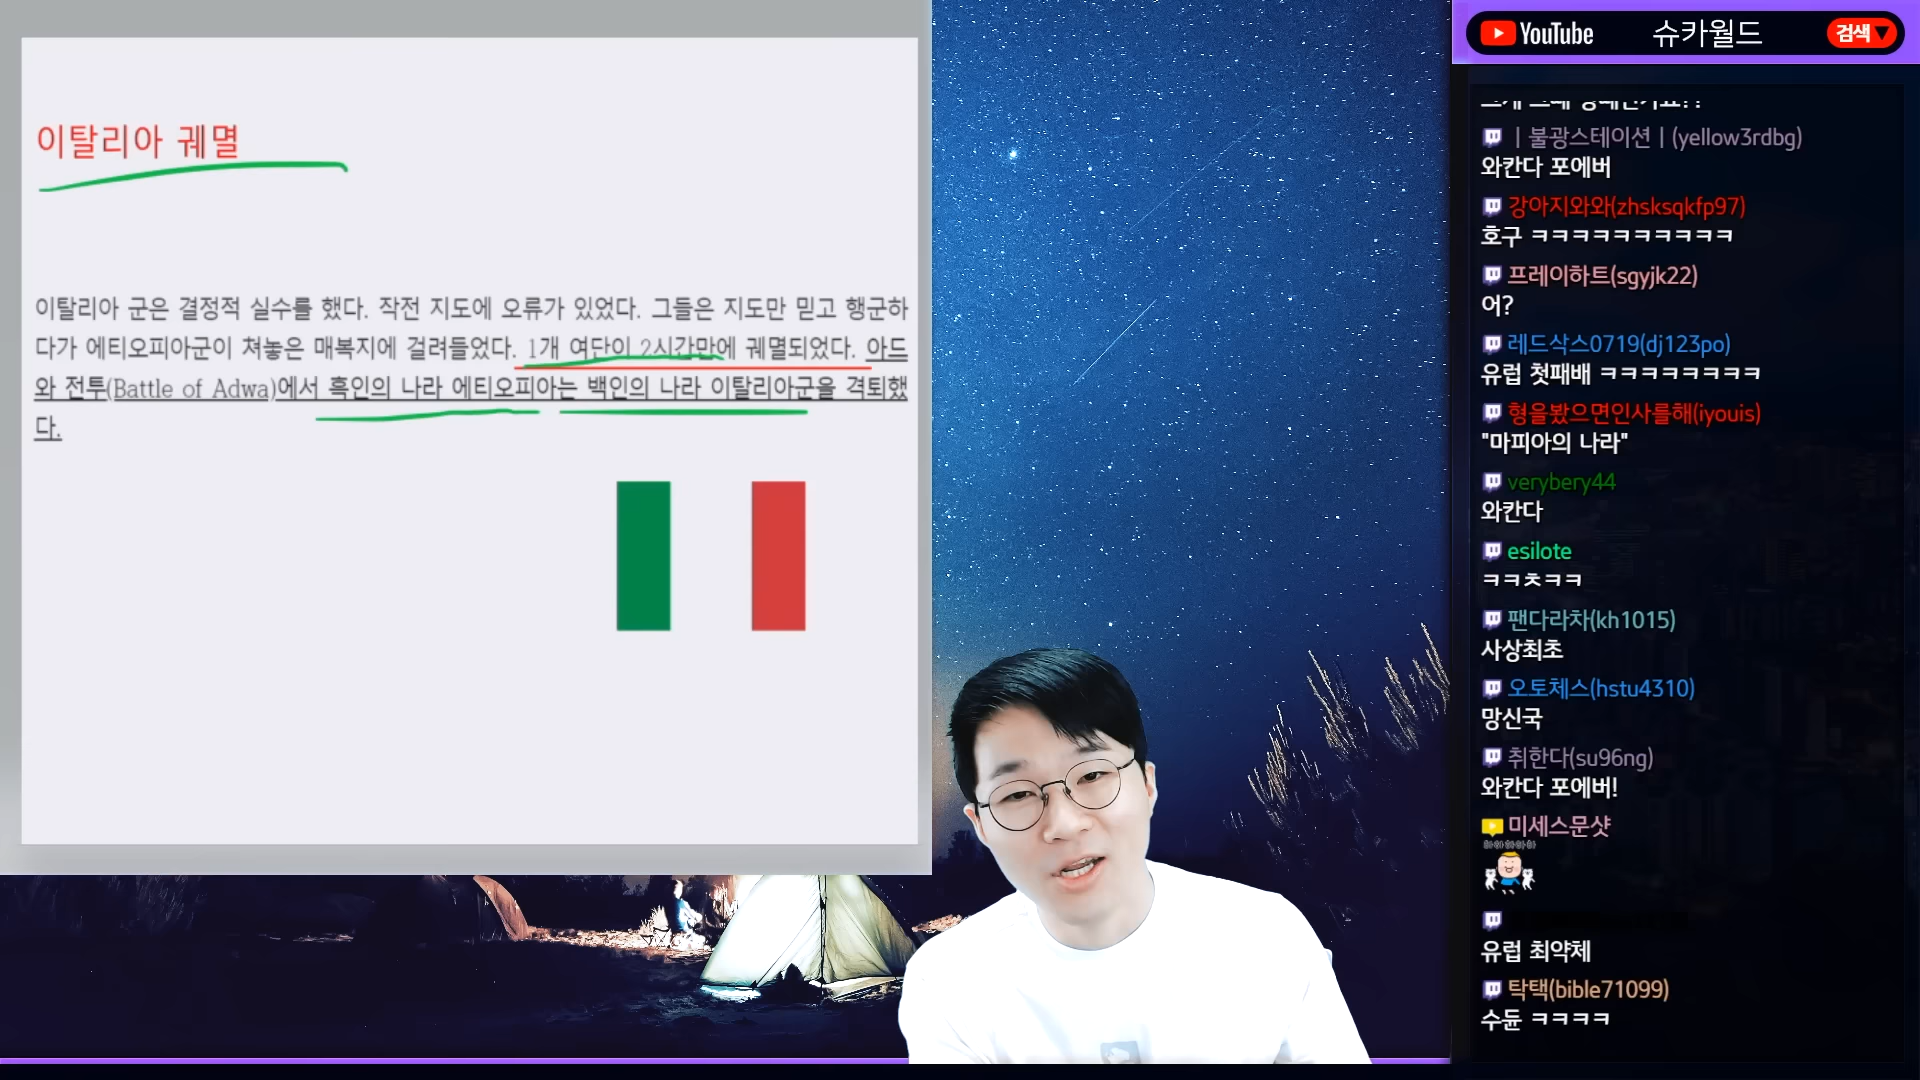 이탈리아 궤멸
이탈리아 군은 결정적 실수를 했다. 작전 지도에 오류가 있었다. 그들은 지도만 믿고 행군하
다가 에티오피아군이 쳐놓은 매복지에 걸려들었다. 1개 여단이 2시간만에 궤멸되었다. 아드
와 전투(Battle of Adwa)에서 흑인의 나라 에티오피아는 백인의 나라 이탈리아군을 격퇴했
다.
YouTube 슈카월드 검색▼
ㅣ불광스테이션ㅣ(yellow3rdbg)
와칸다 포에버
강아지와와(zhsksqkfp97)
호구 ㅋㅋㅋㅋㅋㅋㅋㅋㅋㅋ
프레이하트(sgyjk22)
어?
레드삭스0719(dj123po)
유럽 첫패배 ㅋㅋㅋㅋㅋㅋㅋㅋ
형을봤으면인사를해(iyouis)
"마피아의 나라"
verybery44
와칸다
esilote
ㅋㅋㅊㅋㅋ
팬다라차(kh1015)
사상최초
오토체스(hstu4310)
망신국
취한다(su96ng)
와칸다 포에버!
미세스문샷
유럽 최약체
탁택(bible71099)
수듄 ㅋㅋㅋㅋ